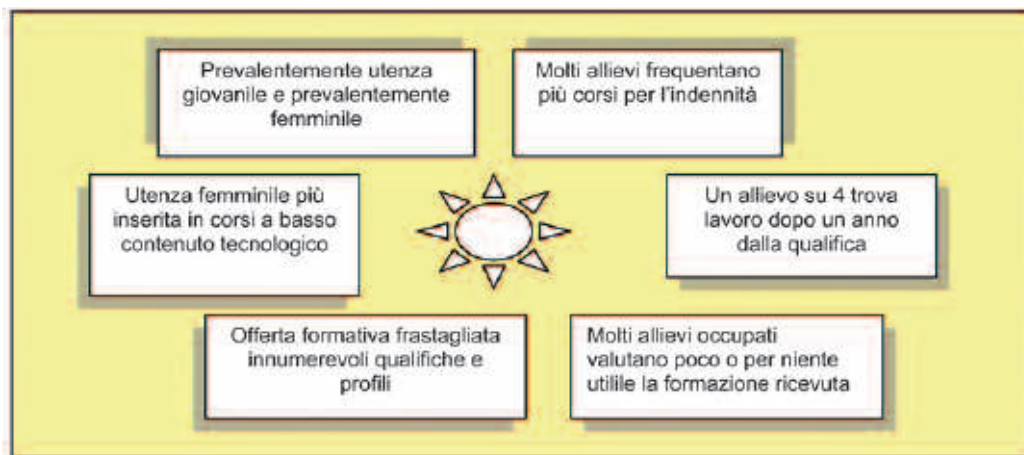 Prevalentemente utenza
giovanile e prevalentemente
femminile
Molti allievi frequentano
più corsi per l'indennità
Utenza femminile più
inserita in corsi a basso
contenuto tecnologico
Un allievo su 4 trova
lavoro dopo un anno
dalla qualifica
Offerta formativa frastagliata
innumerevoli qualifiche e
profili
Molti allievi occupati
valutano poco o per niente
utilile la formazione ricevuta